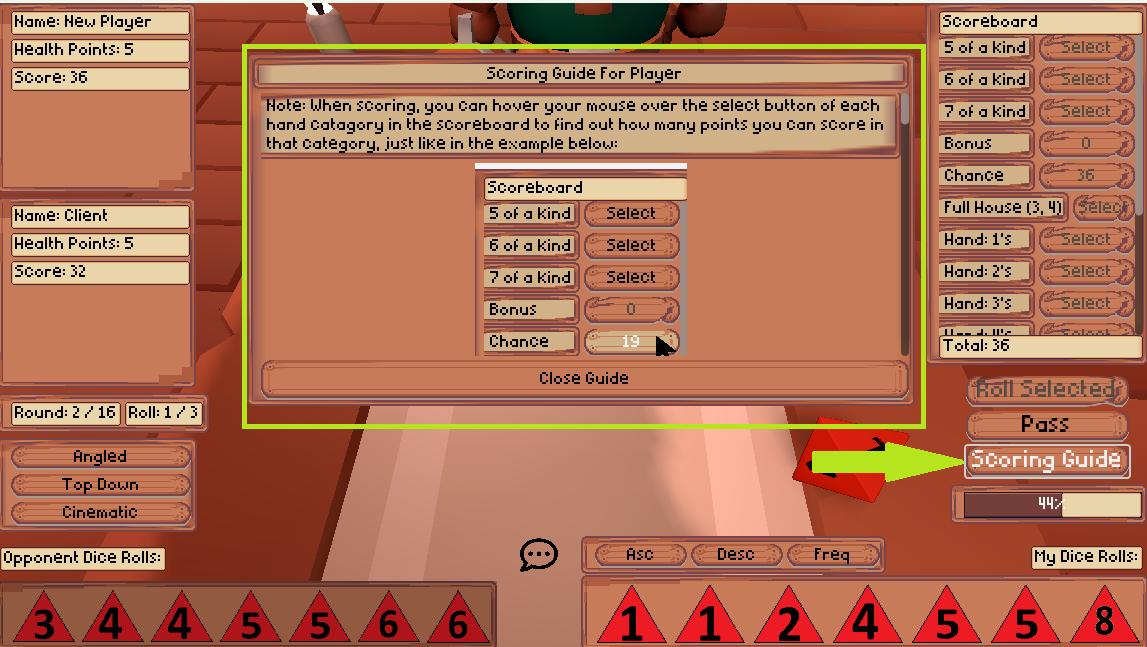 Name: New Player
Health Points: 5
Score: 36
Name: Client
Health Points: 5
Score: 32
Round: 2 / 16
Roll: 1 / 3
Angled
Top Down
Cinematic
Opponent Dice Rolls:
3 4 4 5 5 6 6
Scoring Guide For Player
Note: When scoring, you can hover your mouse over the select button of each
hand catagory in the scoreboard to find out how many points you can score in
that category, just like in the example below:
Scoreboard
5 of a kind Select
6 of a kind Select
7 of a kind Select
Bonus 0
Chance 19
Close Guide
Scoreboard
5 of a kind Select
6 of a kind Select
7 of a kind Select
Bonus 0
Chance 36
Full House (3, 4) Select
Hand: 1's Select
Hand: 2's Select
Hand: 3's Select
Hand: 4's Select
Total: 36
Roll Selected
Pass
Scoring Guide
44%
Asc
Desc
Freq
My Dice Rolls:
1 1 2 4 5 5 8